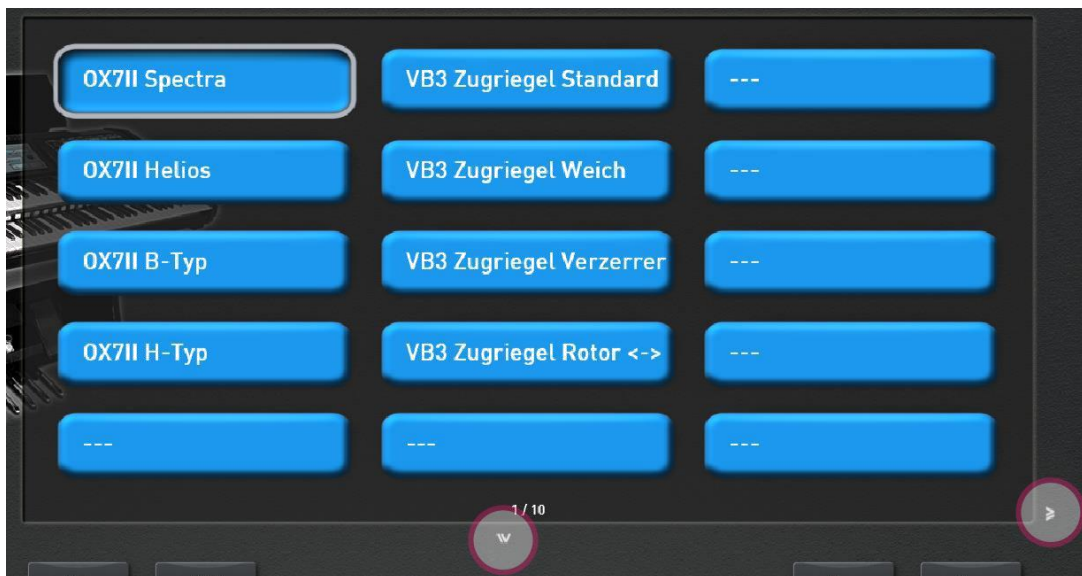 OX7II Spectra
VB3 Zugriegel Standard
---
OX7II Helios
VB3 Zugriegel Weich
---
OX7II B-Typ
VB3 Zugriegel Verzerrer
---
OX7II H-Typ
VB3 Zugriegel Rotor <->
---
---
---
---
1 / 10